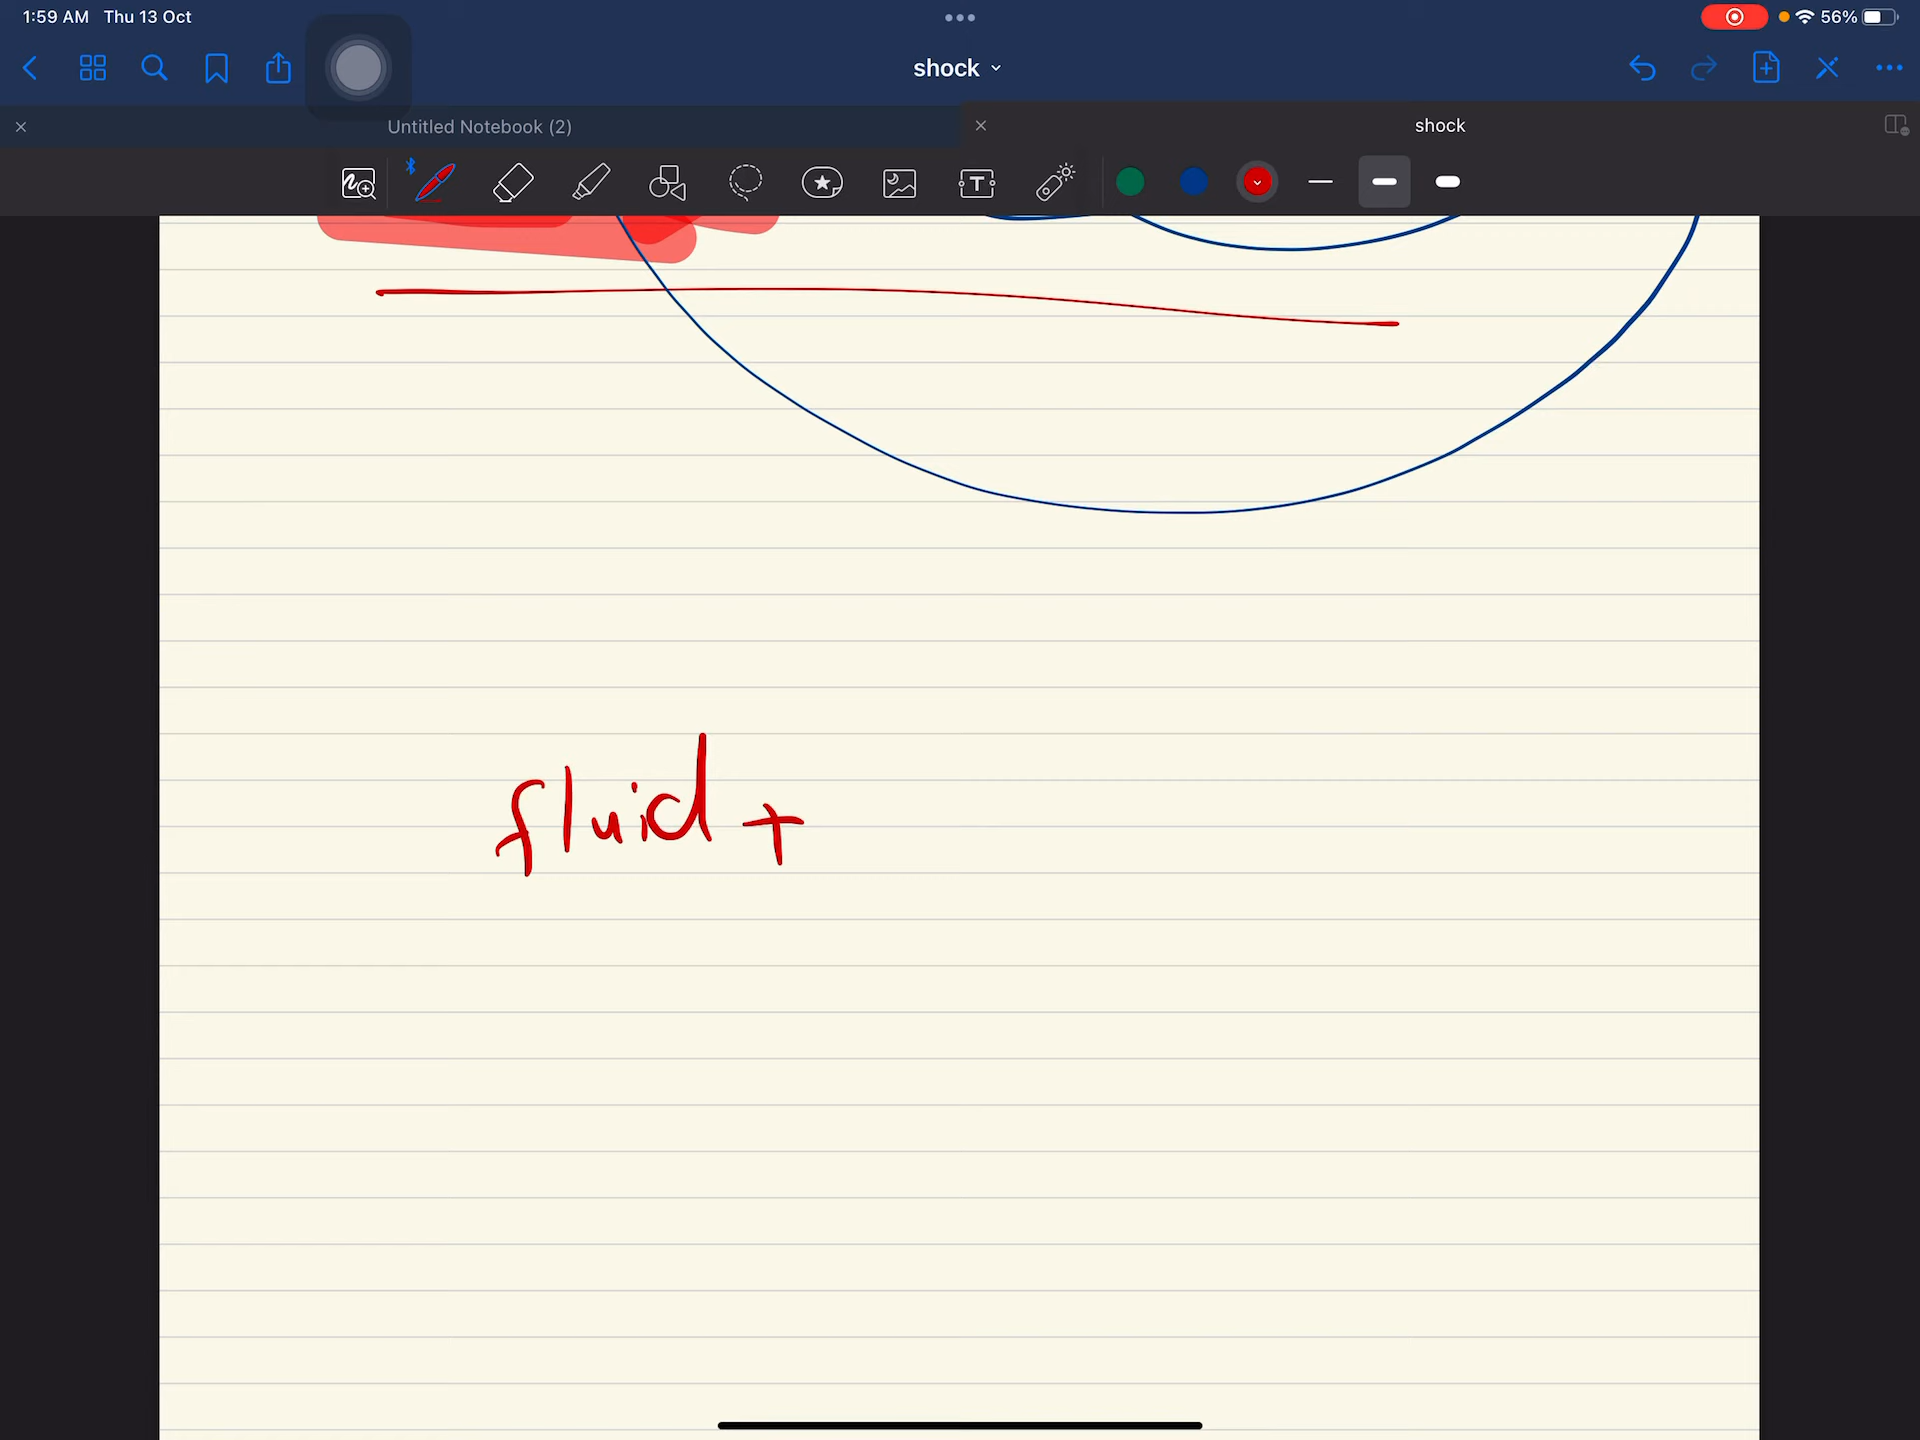 1:59 AM Thu 13 Oct
56%
shock
Untitled Notebook (2)
shock
T
fluid +